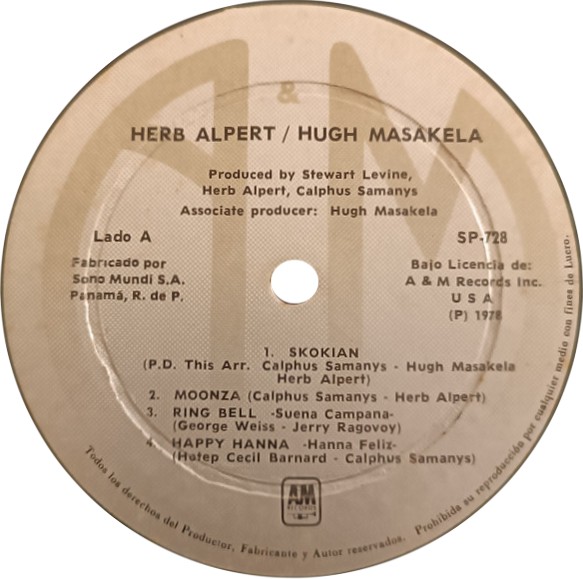 A & M
HERB ALPERT / HUGH MASAKELA
Produced by Stewart Levine,
Herb Alpert, Calphus Samanys
Associate producer: Hugh Masakela
Lado A
Fabricado por
Sono Mundi S.A.
Panamá, R. de P.
SP-728
Bajo Licencia de:
A & M Records Inc.
U S A
(P) 1978
1. SKOKIAN
(P.D. This Arr. Calphus Samanys - Hugh Masakela
Herb Alpert)
2. MOONZA (Calphus Samanys - Herb Alpert)
3. RING BELL -Suena Campana-
(George Weiss - Jerry Ragovoy)
4. HAPPY HANNA -Hanna Feliz-
(Hotep Cecil Barnard - Calphus Samanys)
AM
RECORDS
Todos los derechos del Productor, Fabricante y Autor reservados. Prohibida su reproducción por cualquier medio con fines de Lucro.